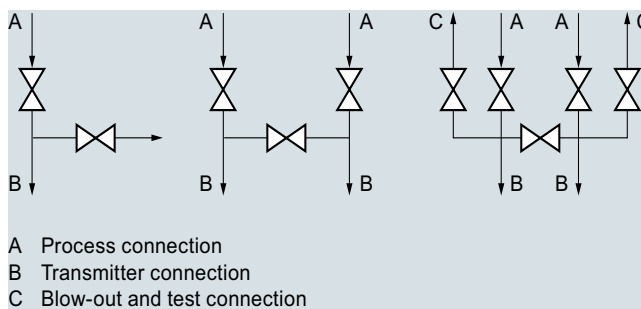 A A A C A A C
B B B B B
A Process connection
B Transmitter connection
C Blow-out and test connection